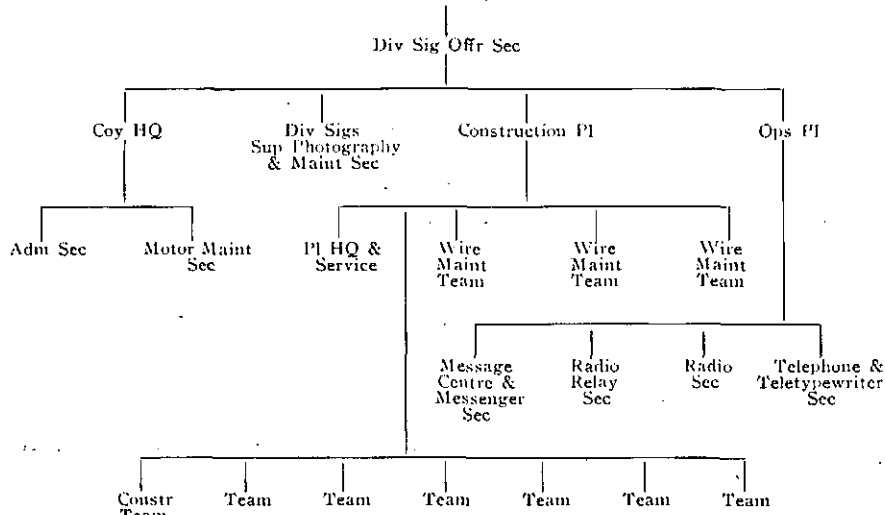 Div Sig Offr Sec
Coy HQ
Div Sigs
Sup Photography
& Maint Sec
Construction Pl
Ops Pl
Adm Sec
Motor Maint
Sec
Pl HQ &
Service
Wire
Maint
Team
Wire
Maint
Team
Wire
Maint
Team
Message
Centre &
Messenger
Sec
Radio
Relay
Sec
Radio
Sec
Telephone &
Teletypewriter
Sec
Constr
Team
Team
Team
Team
Team
Team
Team